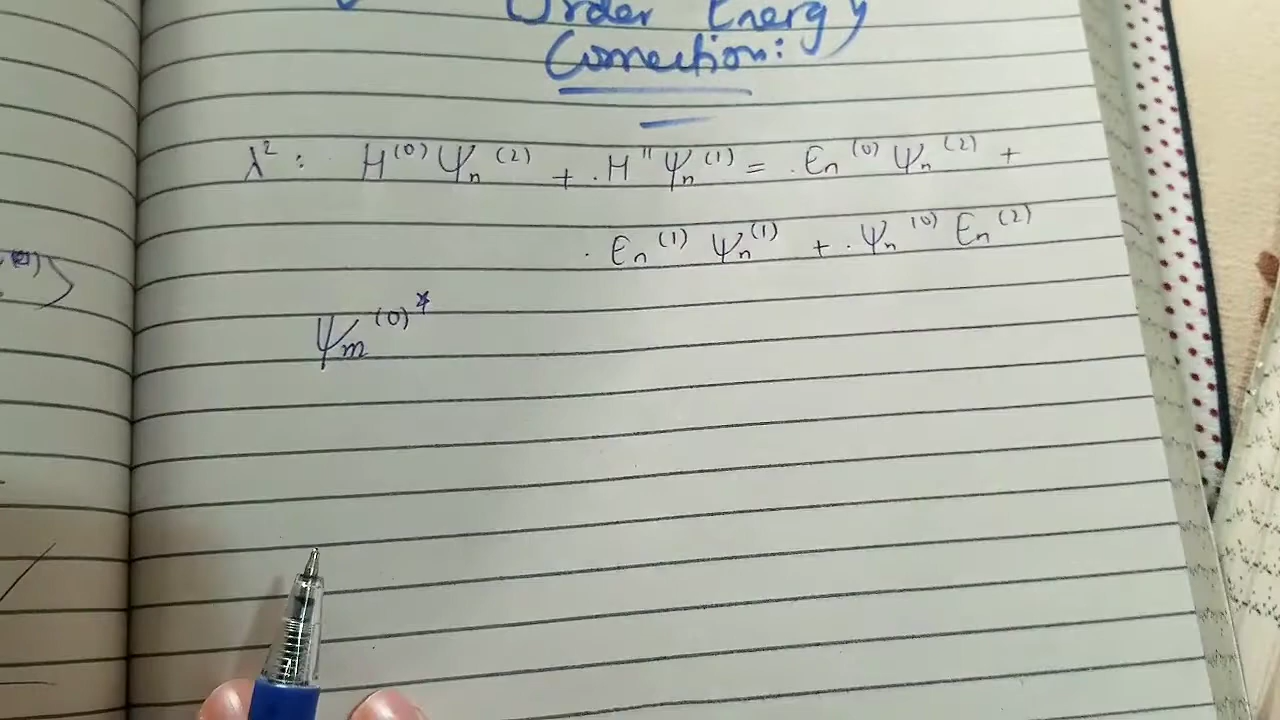 Order Energy
Correction:
λ² : H⁽⁰⁾ Ψₙ⁽²⁾ + . H'' Ψₙ⁽¹⁾ = . Eₙ⁽⁰⁾ Ψₙ⁽²⁾ +
. Eₙ⁽¹⁾ Ψₙ⁽¹⁾ + . Ψₙ⁽⁰⁾ Eₙ⁽²⁾
Ψₘ⁽⁰⁾*